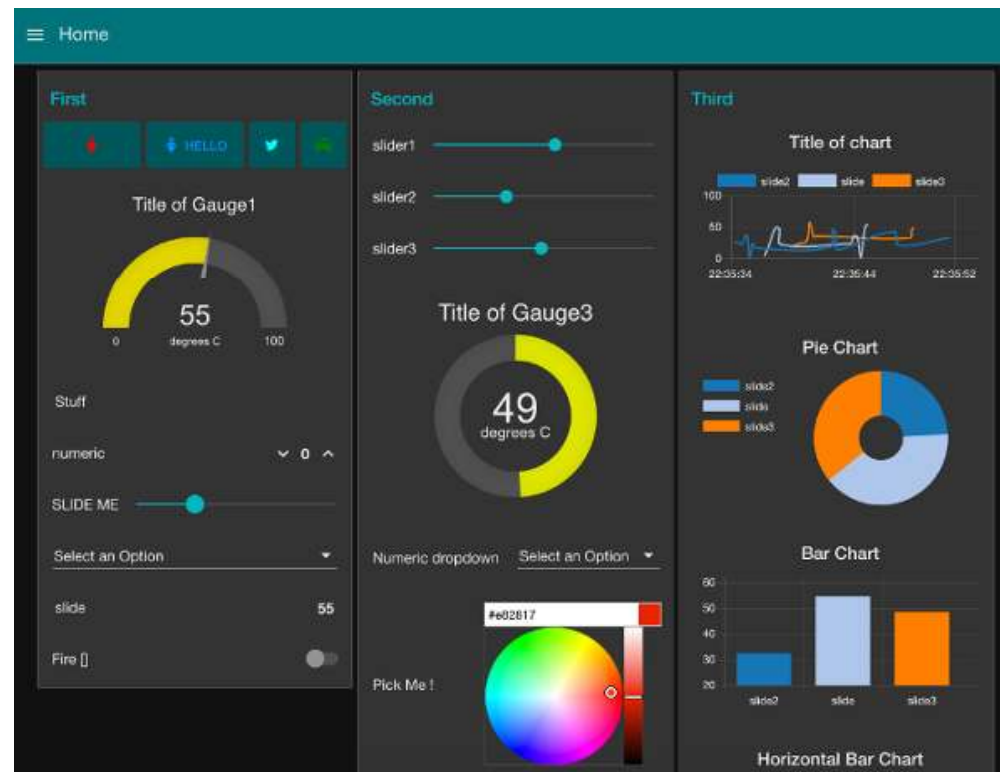 Home
First
HELLO
Title of Gauge1
55
degrees C
0
100
Stuff
numeric
0
SLIDE ME
Select an Option
slide
55
Fire []
Second
slider1
slider2
slider3
Title of Gauge3
49
degrees C
Numeric dropdown Select an Option
#e82817
Pick Me !
Third
Title of chart
slide2 slide slide3
100
50
0
22:35:34 22:35:44 22:35:52
Pie Chart
slide2
slide
slide3
Bar Chart
60
50
40
30
20
slide2 slide slide3
Horizontal Bar Chart